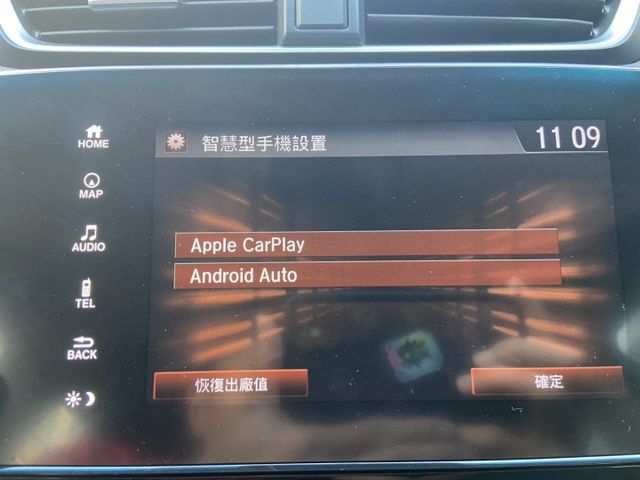 HOME
MAP
AUDIO
TEL
BACK
智慧型手機設置
11 09
Apple CarPlay
Android Auto
恢復出廠值
確定